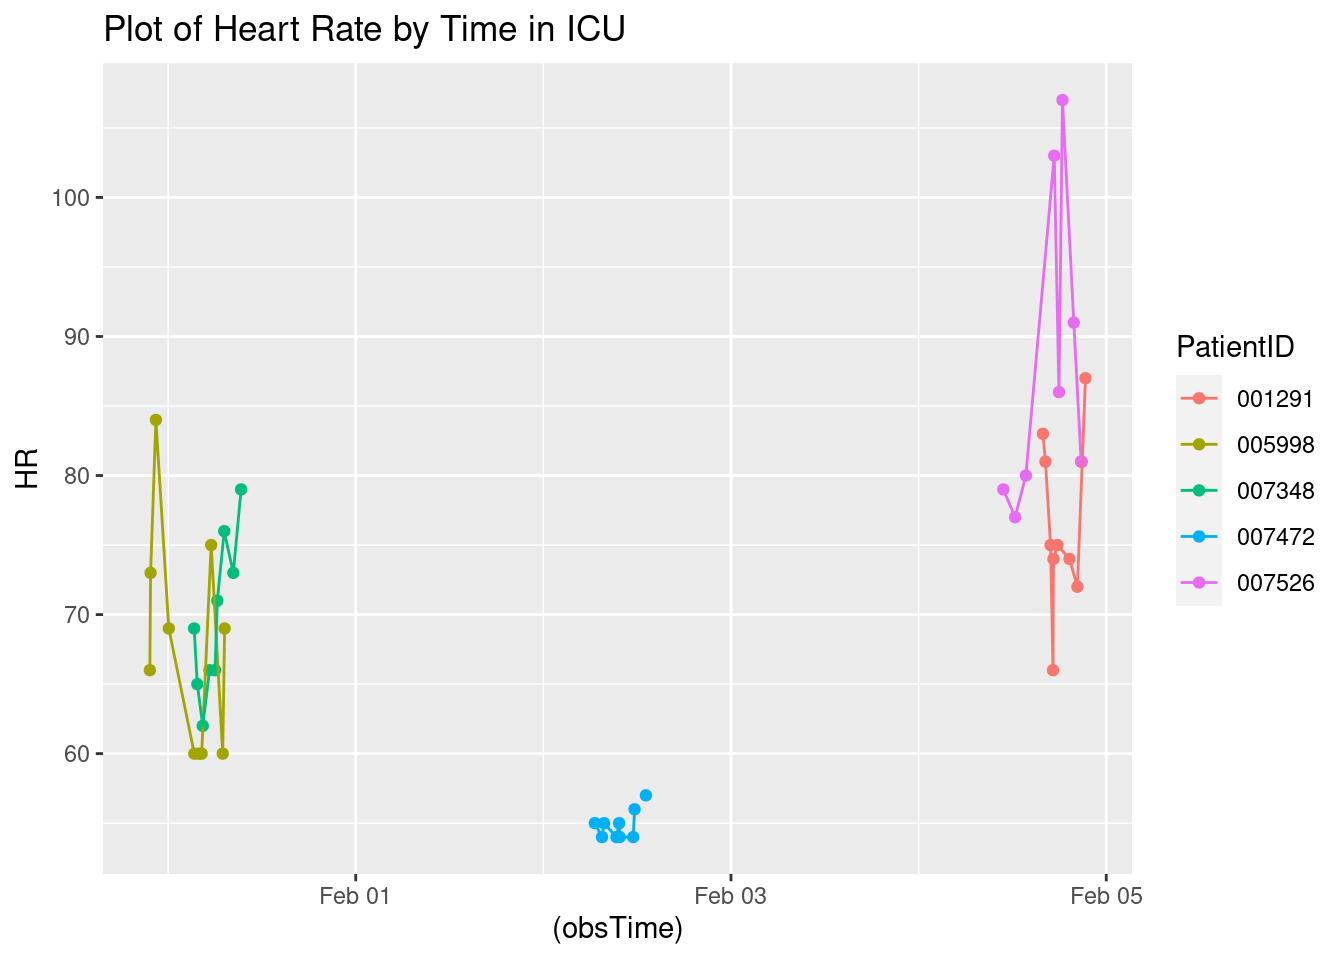 Plot of Heart Rate by Time in ICU
100
90
80
70
60
HR
Feb 01
Feb 03
Feb 05
(obsTime)
PatientID
001291
005998
007348
007472
007526